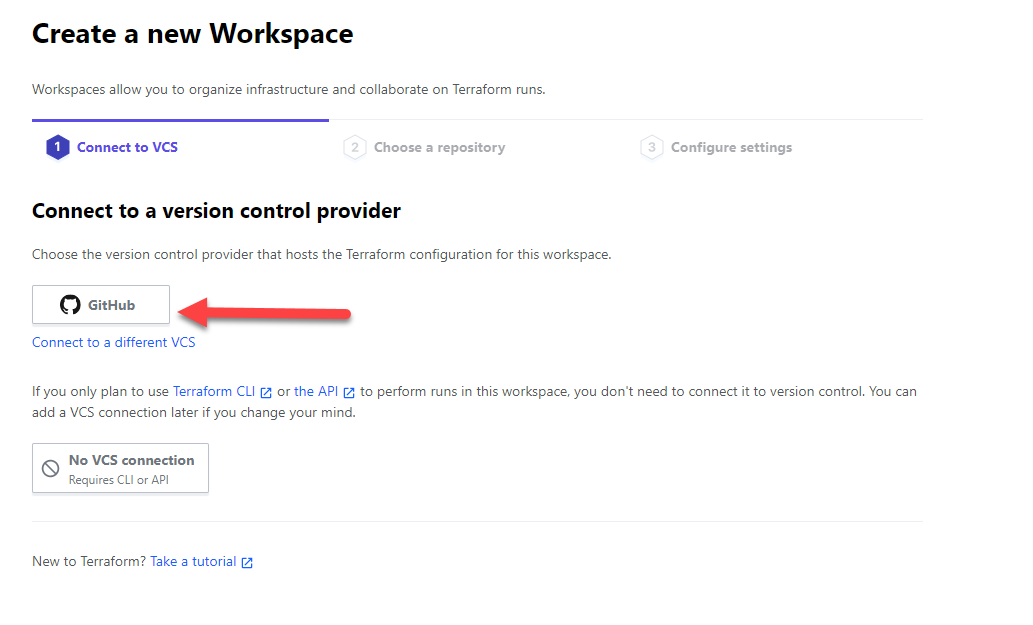 Create a new Workspace
Workspaces allow you to organize infrastructure and collaborate on Terraform runs.
1 Connect to VCS
2 Choose a repository
3 Configure settings
Connect to a version control provider
Choose the version control provider that hosts the Terraform configuration for this workspace.
GitHub
Connect to a different VCS
If you only plan to use Terraform CLI or the API to perform runs in this workspace, you don't need to connect it to version control. You can
add a VCS connection later if you change your mind.
No VCS connection
Requires CLI or API
New to Terraform? Take a tutorial